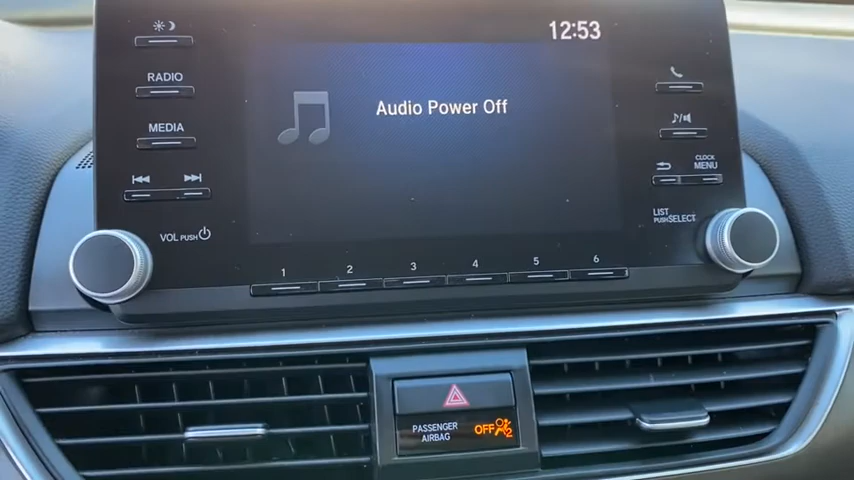 12:53
RADIO
Audio Power Off
MEDIA
CLOCK
MENU
LIST
PUSH SELECT
VOL PUSH
1 2 3 4 5 6
PASSENGER
AIRBAG
OFF 2